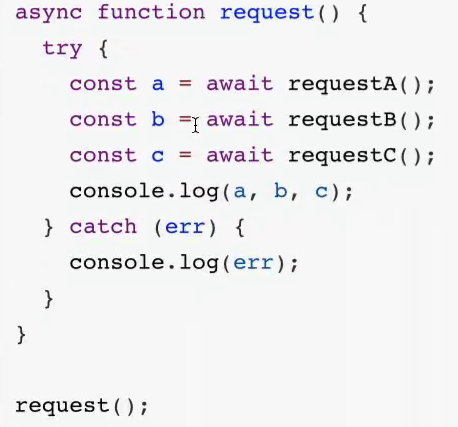 async function request() {
  try {
    const a = await requestA();
    const b = await requestB();
    const c = await requestC();
    console.log(a, b, c);
  } catch (err) {
    console.log(err);
  }
}

request();